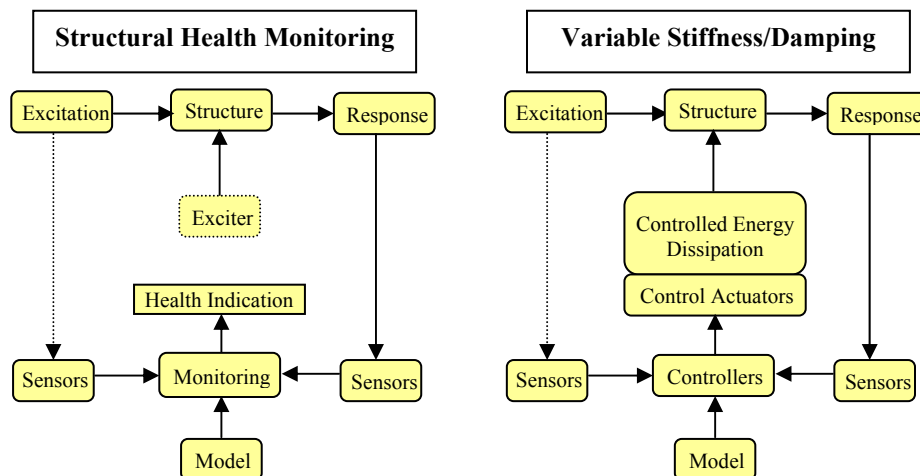 Structural Health Monitoring
Excitation
Structure
Response
Exciter
Health Indication
Sensors
Monitoring
Sensors
Model
Variable Stiffness/Damping
Excitation
Structure
Response
Controlled Energy
Dissipation
Control Actuators
Sensors
Controllers
Sensors
Model